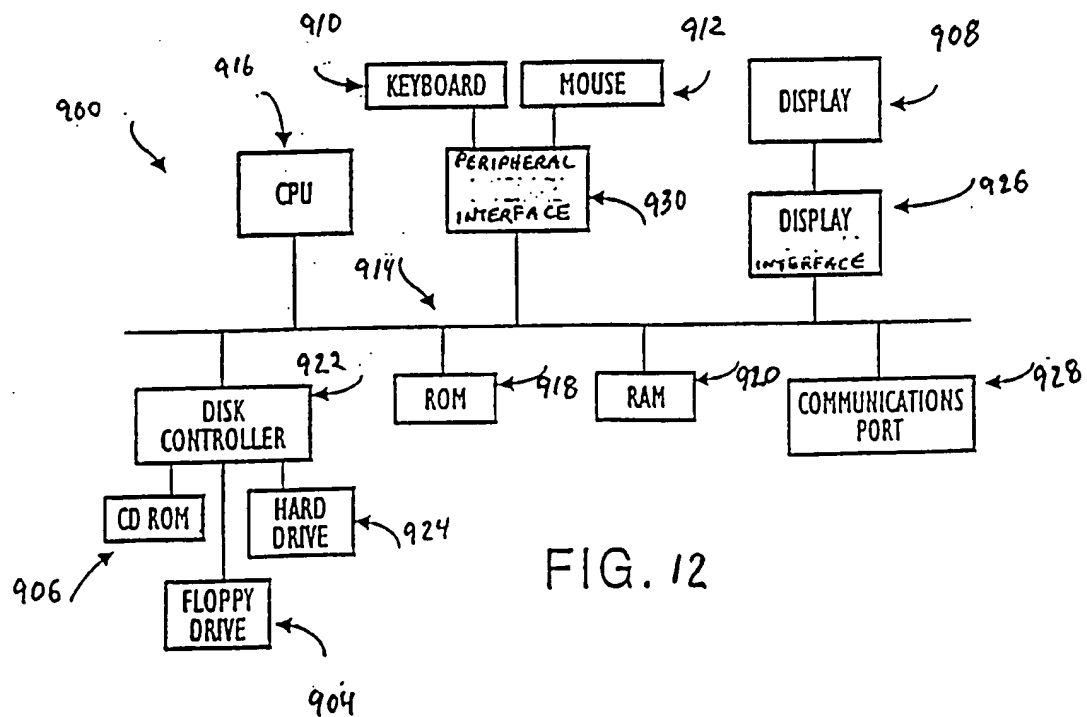 910
912
908
916
KEYBOARD
MOUSE
900
DISPLAY
CPU
PERIPHERAL
INTERFACE
930
926
DISPLAY
INTERFACE
914
922
918
920
928
DISK
CONTROLLER
ROM
RAM
COMMUNICATIONS
PORT
CD ROM
HARD
DRIVE
924
906
FLOPPY
DRIVE
904
FIG. 12